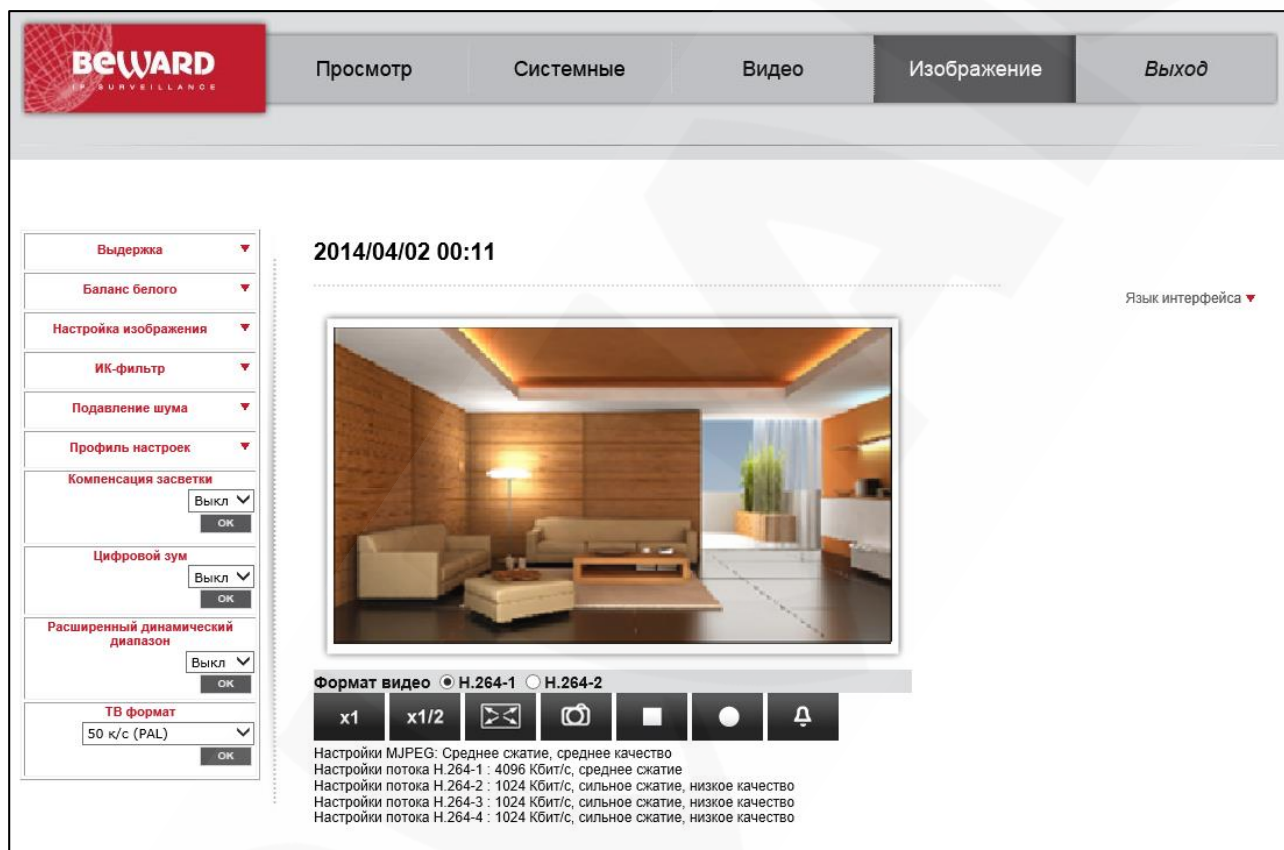 BEWARD
IP SURVEILLANCE
Просмотр
Системные
Видео
Изображение
Выход
2014/04/02 00:11
Язык интерфейса
Выдержка
Баланс белого
Настройка изображения
ИК-фильтр
Подавление шума
Профиль настроек
Компенсация засветки
Выкл
OK
Цифровой зум
Выкл
OK
Расширенный динамический
диапазон
Выкл
OK
ТВ формат
50 к/с (PAL)
OK
Формат видео H.264-1 H.264-2
x1
x1/2
Настройки MJPEG: Среднее сжатие, среднее качество
Настройки потока H.264-1 : 4096 Кбит/с, среднее сжатие
Настройки потока H.264-2 : 1024 Кбит/с, сильное сжатие, низкое качество
Настройки потока H.264-3 : 1024 Кбит/с, сильное сжатие, низкое качество
Настройки потока H.264-4 : 1024 Кбит/с, сильное сжатие, низкое качество